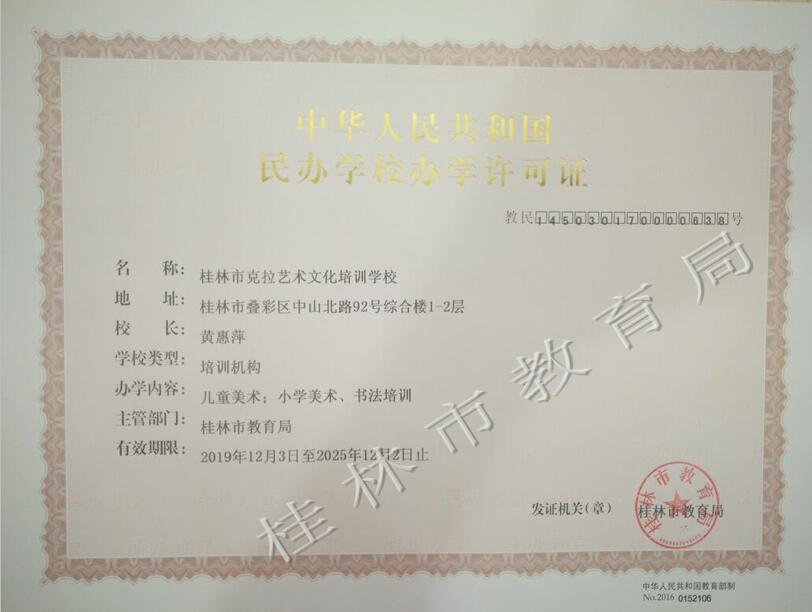 中华人民共和国
民办学校办学许可证
教民145030170000638号
名 称: 桂林市克拉艺术文化培训学校
地 址: 桂林市叠彩区中山北路92号综合楼1-2层
校 长: 黄惠萍
学校类型: 培训机构
办学内容: 儿童美术; 小学美术、书法培训
主管部门: 桂林市教育局
有效期限: 2019年12月3日至2025年12月2日止
发证机关(章) 桂林市教育局
桂林市教育局
桂林市教育局
中华人民共和国教育部制
No.2016 0152106